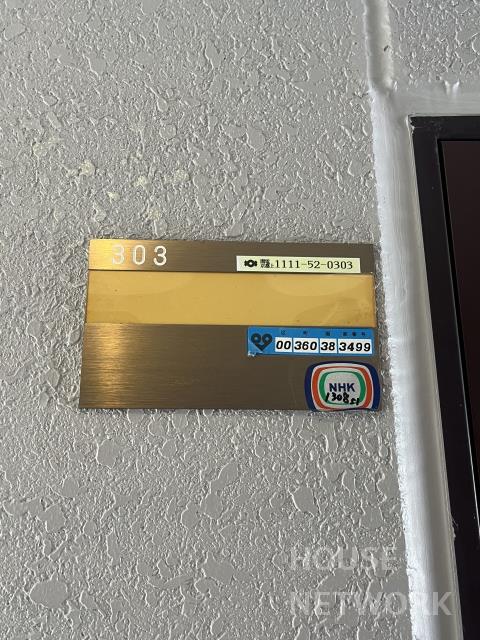 303
1111-52-0303
00 360 38 3499
NHK
HOUSE
NETWORK